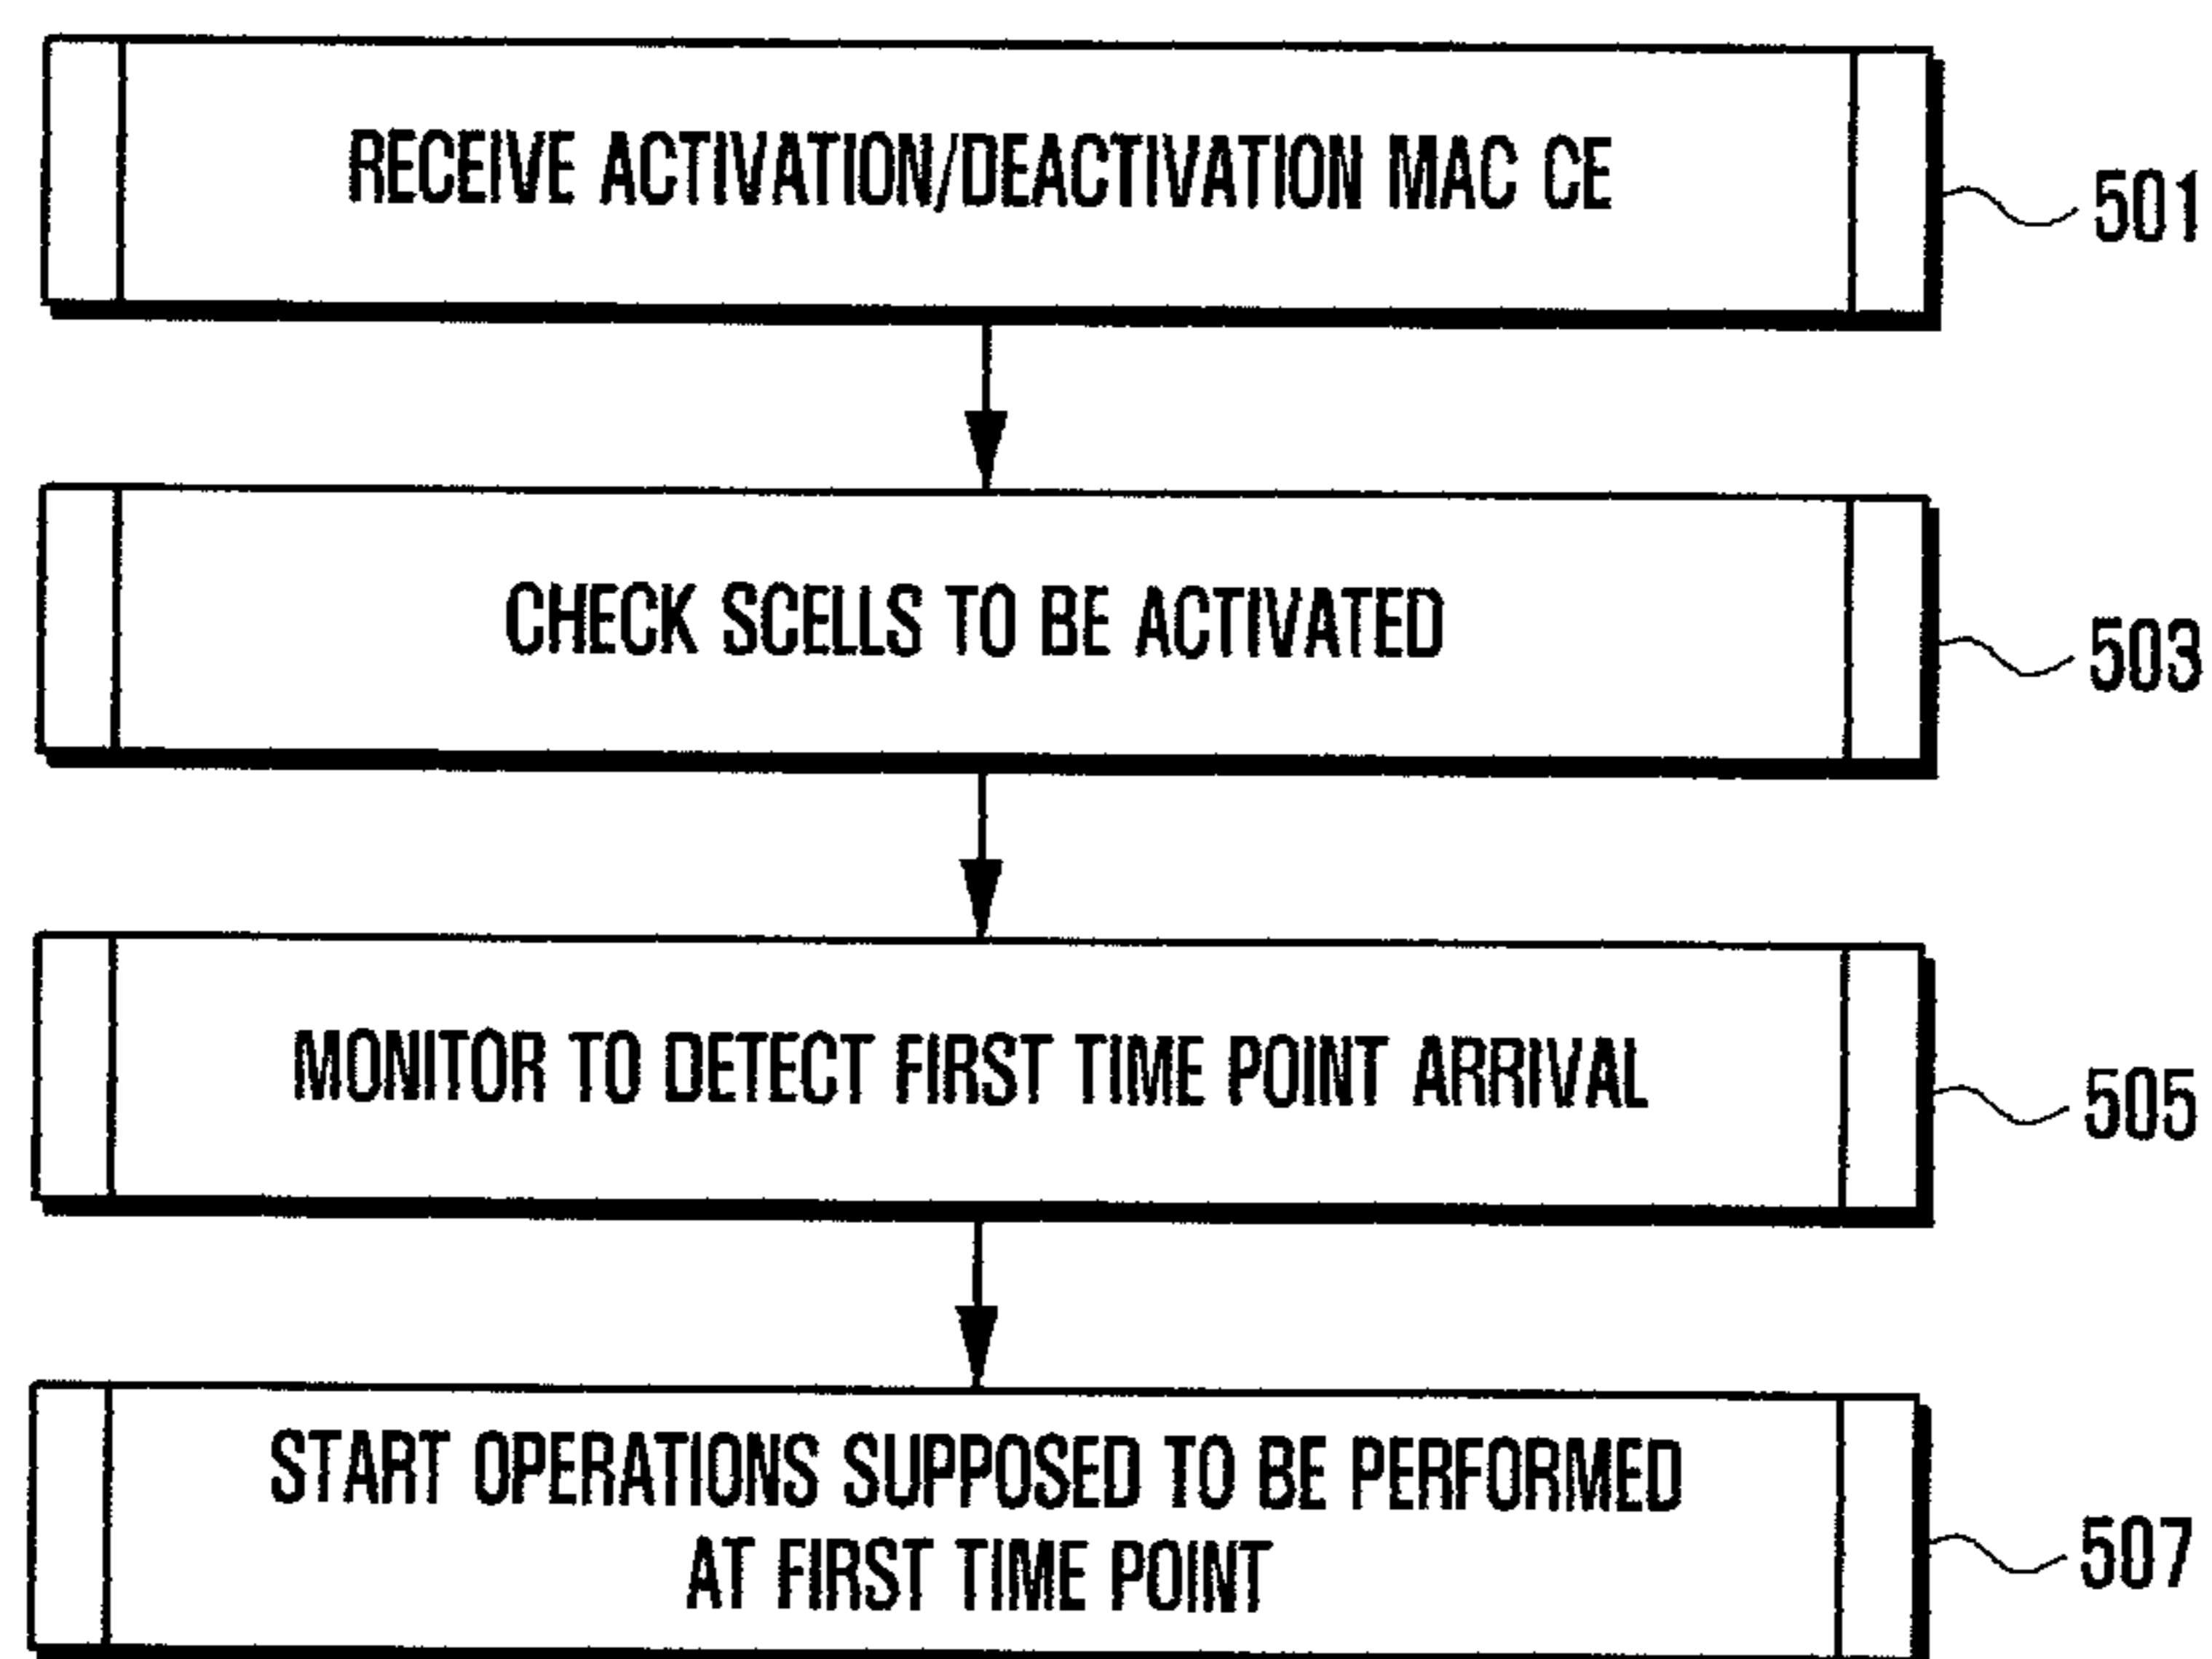 RECEIVE ACTIVATION/DEACTIVATION MAC CE
501
CHECK SCELLS TO BE ACTIVATED
503
MONITOR TO DETECT FIRST TIME POINT ARRIVAL
505
START OPERATIONS SUPPOSED TO BE PERFORMED
AT FIRST TIME POINT
507